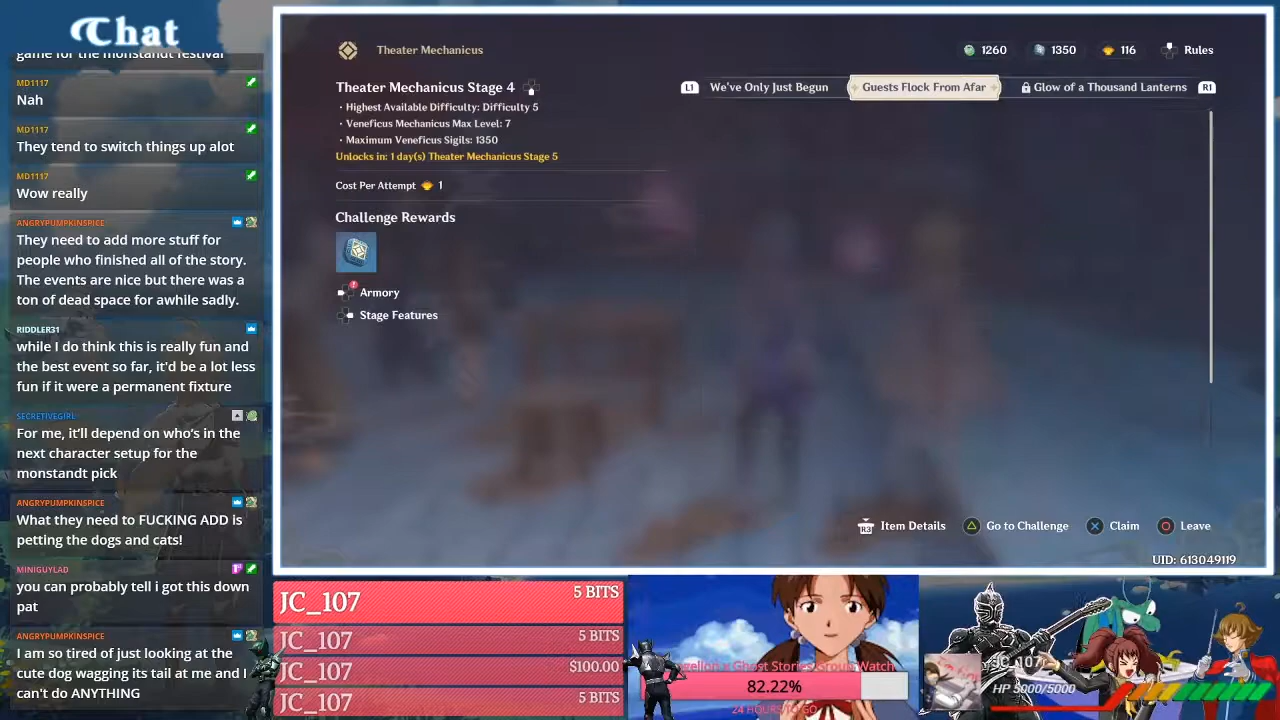 Chat
game for the monstandt festival
MD1117
Nah
MD1117
They tend to switch things up alot
MD1117
Wow really
ANGRYPUMPKINSPICE
They need to add more stuff for
people who finished all of the story.
The events are nice but there was a
ton of dead space for awhile sadly.
RIDDLER31
while I do think this is really fun and
the best event so far, it'd be a lot less
fun if it were a permanent fixture
SECRETIVEGIRL
For me, it'll depend on who's in the
next character setup for the
monstandt pick
ANGRYPUMPKINSPICE
What they need to FUCKING ADD is
petting the dogs and cats!
MINIGUYLAD
you can probably tell i got this down
pat
ANGRYPUMPKINSPICE
I am so tired of just looking at the
cute dog wagging its tail at me and I
can't do ANYTHING
Theater Mechanicus
1260
1350
116
Rules
Theater Mechanicus Stage 4
· Highest Available Difficulty: Difficulty 5
· Veneficus Mechanicus Max Level: 7
· Maximum Veneficus Sigils: 1350
Unlocks in: 1 day(s) Theater Mechanicus Stage 5
Cost Per Attempt 1
Challenge Rewards
Armory
Stage Features
L1 We've Only Just Begun Guests Flock From Afar Glow of a Thousand Lanterns R1
R3 Item Details Go to Challenge Claim Leave
UID: 613049119
JC_107 5 BITS
JC_107 5 BITS
JC_107 $100.00
JC_107 5 BITS
Ghost Stories Group Watch
82.22%
24 HOURS TO GO
JC_107
HP 5000/5000